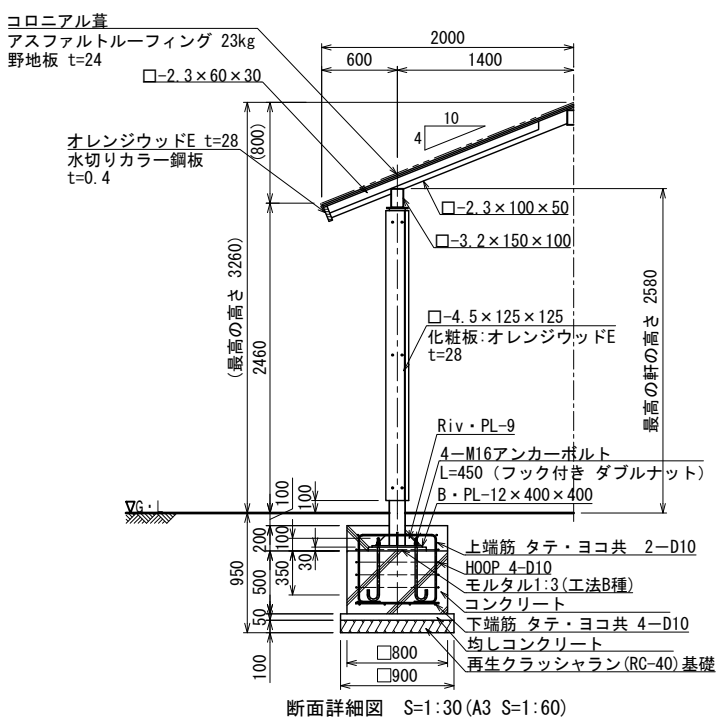 コロニアル葺
アスファルトルーフィング 23kg
野地板 t=24
□-2.3×60×30
2000
600
1400
10
4
オレンジウッドE t=28
水切りカラー鋼板
t=0.4
(800)
□-2.3×100×50
□-3.2×150×100
(最高の高さ 3260)
2460
最高の軒の高さ 2580
□-4.5×125×125
化粧板:オレンジウッドE
t=28
Riv・PL-9
4-M16アンカーボルト
L=450 (フック付き ダブルナット)
B・PL-12×400×400
▽G・L
100
100
200
100
30
350
500
950
50
100
上端筋 タテ・ヨコ共 2-D10
HOOP 4-D10
モルタル1:3(工法B種)
コンクリート
下端筋 タテ・ヨコ共 4-D10
均しコンクリート
再生クラッシャラン(RC-40)基礎
□800
□900
断面詳細図 S=1:30(A3 S=1:60)